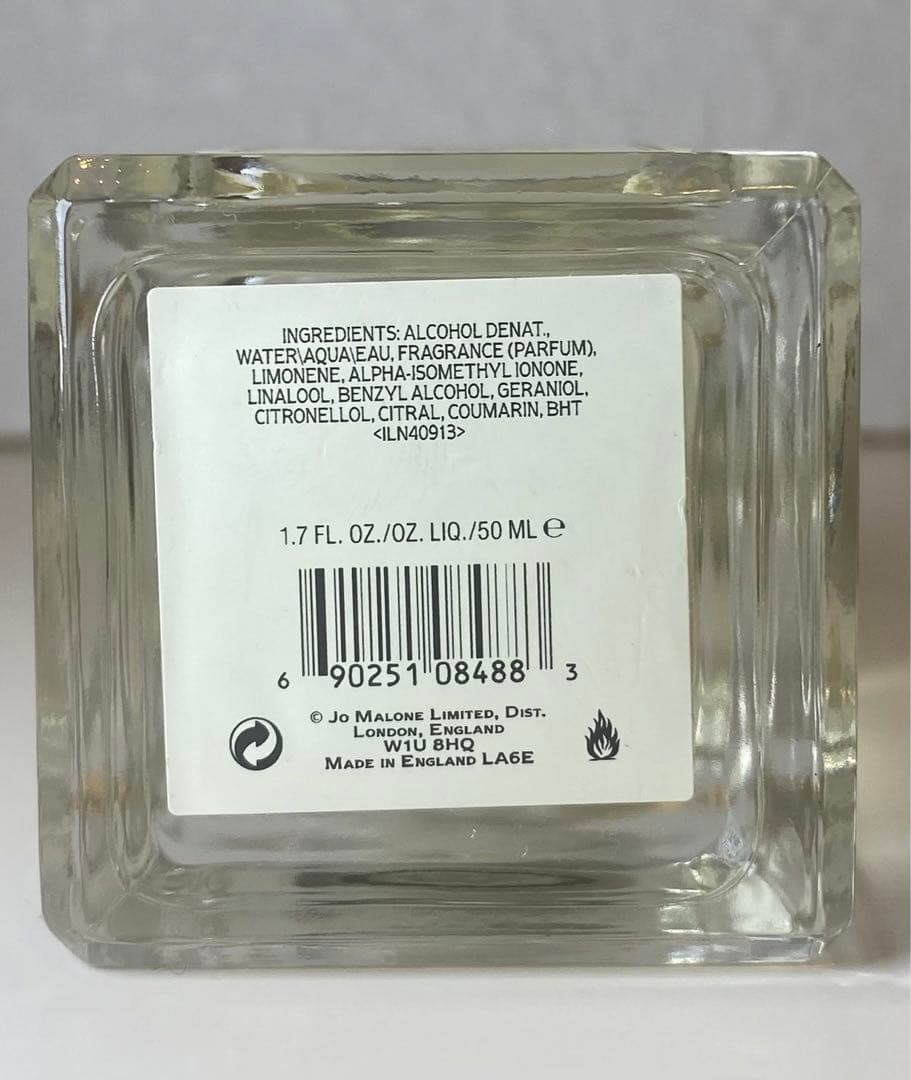 INGREDIENTS: ALCOHOL DENAT.,
WATER\AQUA\EAU, FRAGRANCE (PARFUM),
LIMONENE, ALPHA-ISOMETHYL IONONE,
LINALOOL, BENZYL ALCOHOL, GERANIOL,
CITRONELLOL, CITRAL, COUMARIN, BHT
<ILN40913>
1.7 FL. OZ./OZ. LIQ./50 ML ℮
6 90251 08488 3
© JO MALONE LIMITED, DIST.
LONDON, ENGLAND
W1U 8HQ
MADE IN ENGLAND LA6E